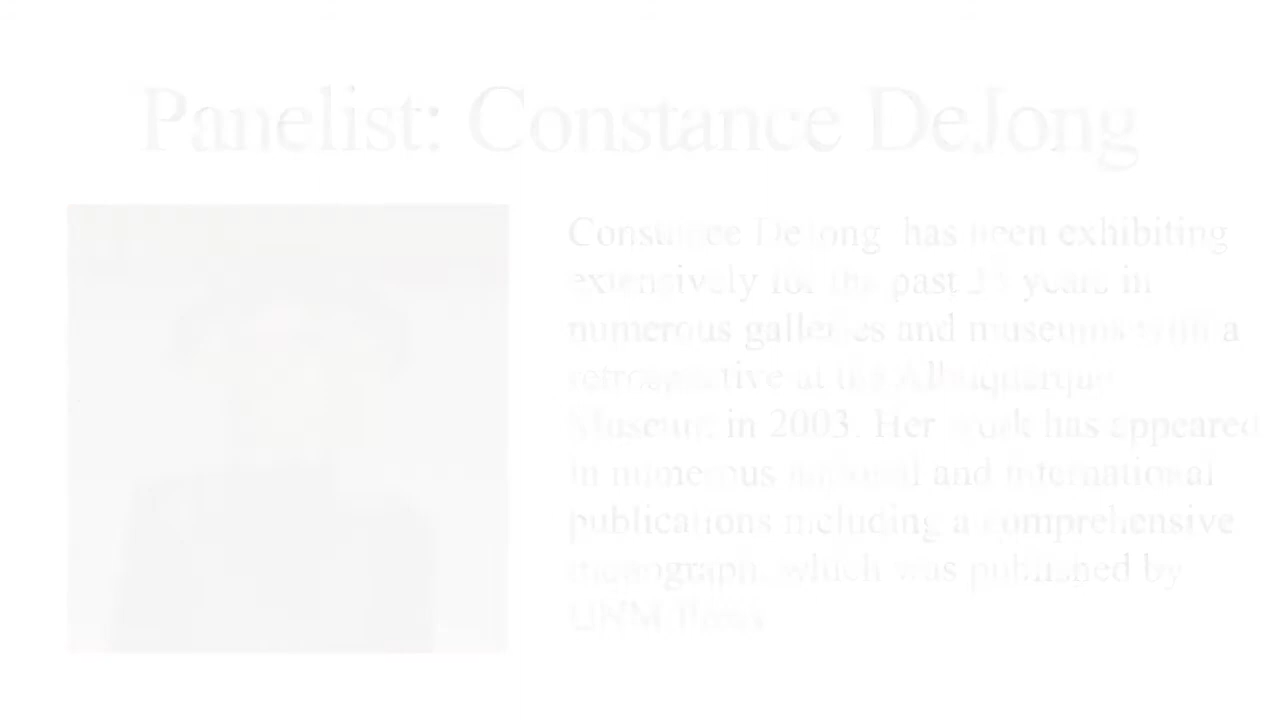 Panelist: Constance DeJong
Constance DeJong has been exhibiting
extensively for the past years in
numerous galleries and museums with a
retrospective at the Albuquerque
Museum in 2003. Her work has appeared
in numerous national and international
publications including a comprehensive
monograph, which was published by
UNM Press